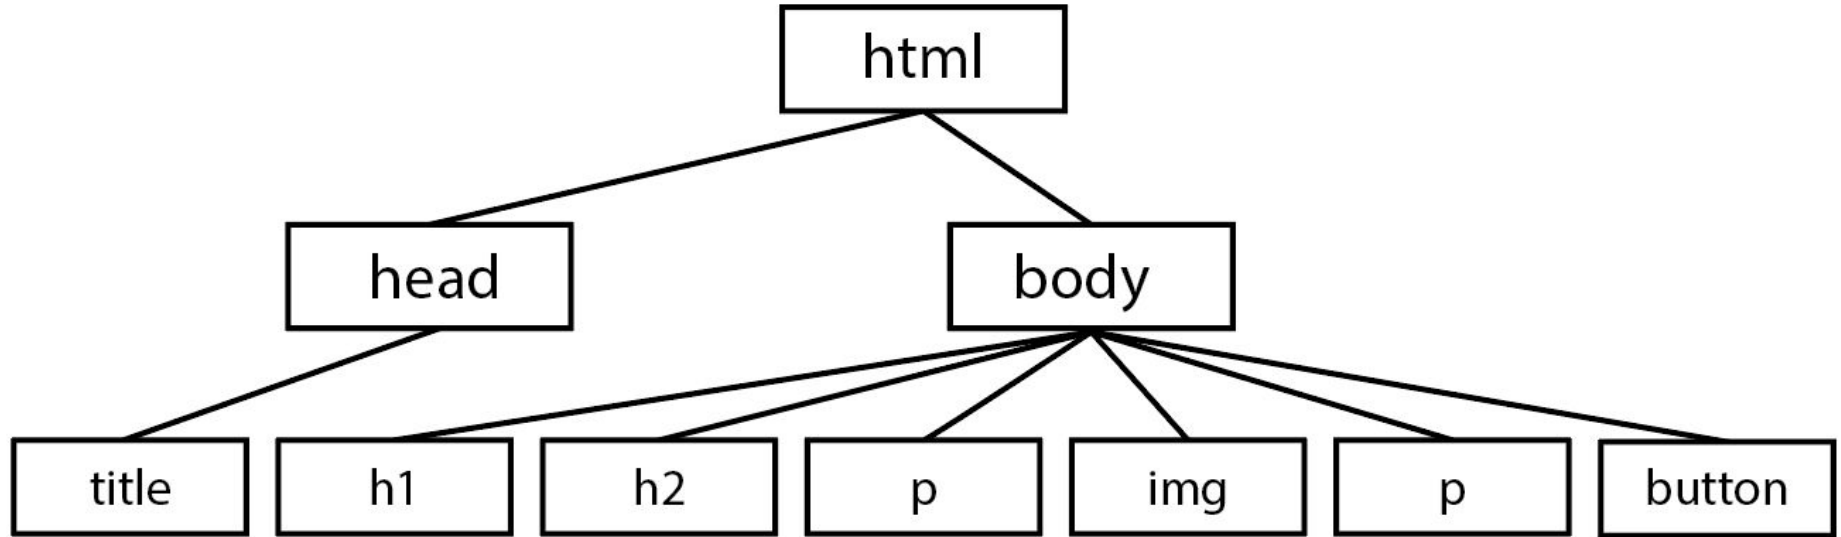 html
head
body
title
h1
h2
p
img
p
button